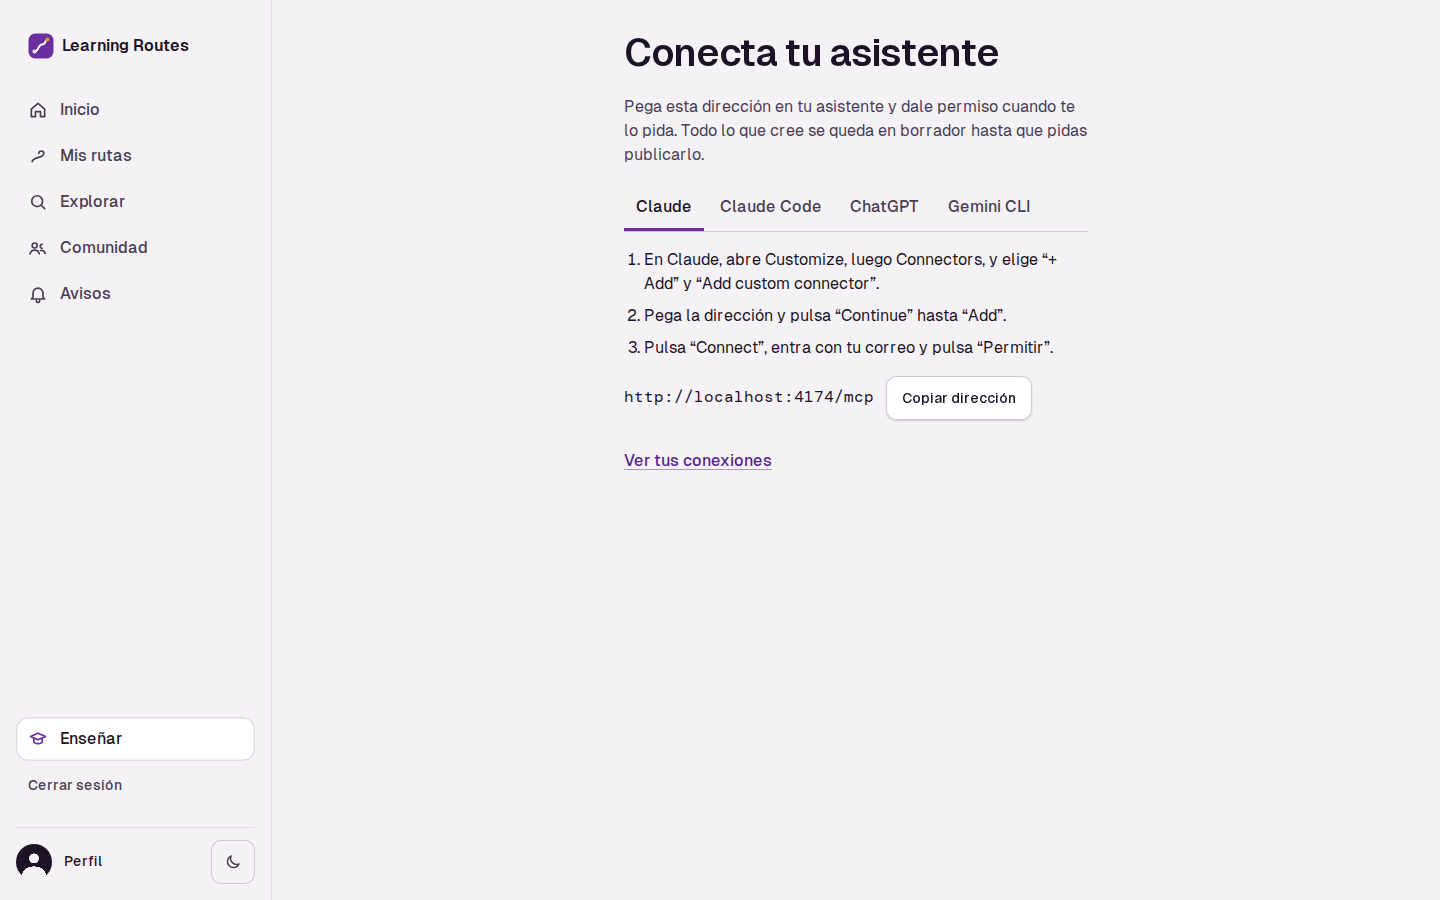 Learning Routes
Inicio
Mis rutas
Explorar
Comunidad
Avisos
Enseñar
Cerrar sesión
Perfil
Conecta tu asistente
Pega esta dirección en tu asistente y dale permiso cuando te
lo pida. Todo lo que cree se queda en borrador hasta que pidas
publicarlo.
Claude
Claude Code
ChatGPT
Gemini CLI
1. En Claude, abre Customize, luego Connectors, y elige “+
Add” y “Add custom connector”.
2. Pega la dirección y pulsa “Continue” hasta “Add”.
3. Pulsa “Connect”, entra con tu correo y pulsa “Permitir”.
http://localhost:4174/mcp
Copiar dirección
Ver tus conexiones